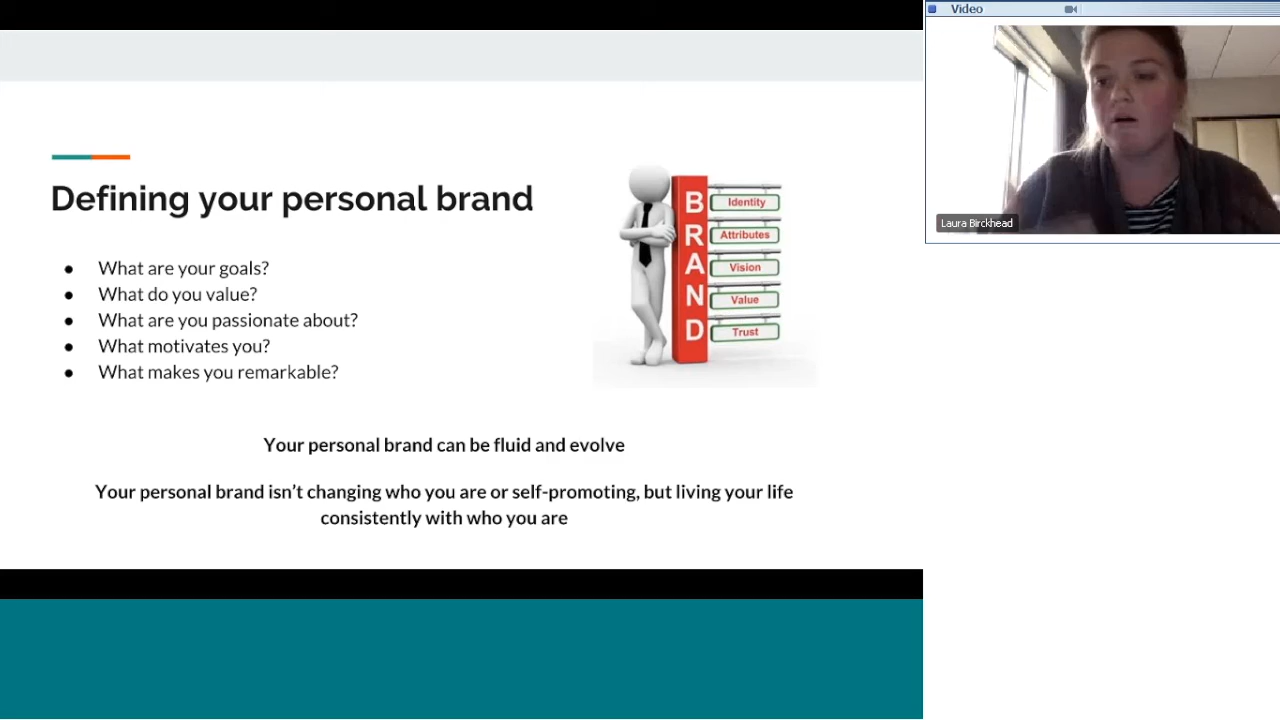 Video
Laura Birckhead
Defining your personal brand
● What are your goals?
● What do you value?
● What are you passionate about?
● What motivates you?
● What makes you remarkable?
BRAND
Identity
Attributes
Vision
Value
Trust
Your personal brand can be fluid and evolve
Your personal brand isn’t changing who you are or self-promoting, but living your life
consistently with who you are